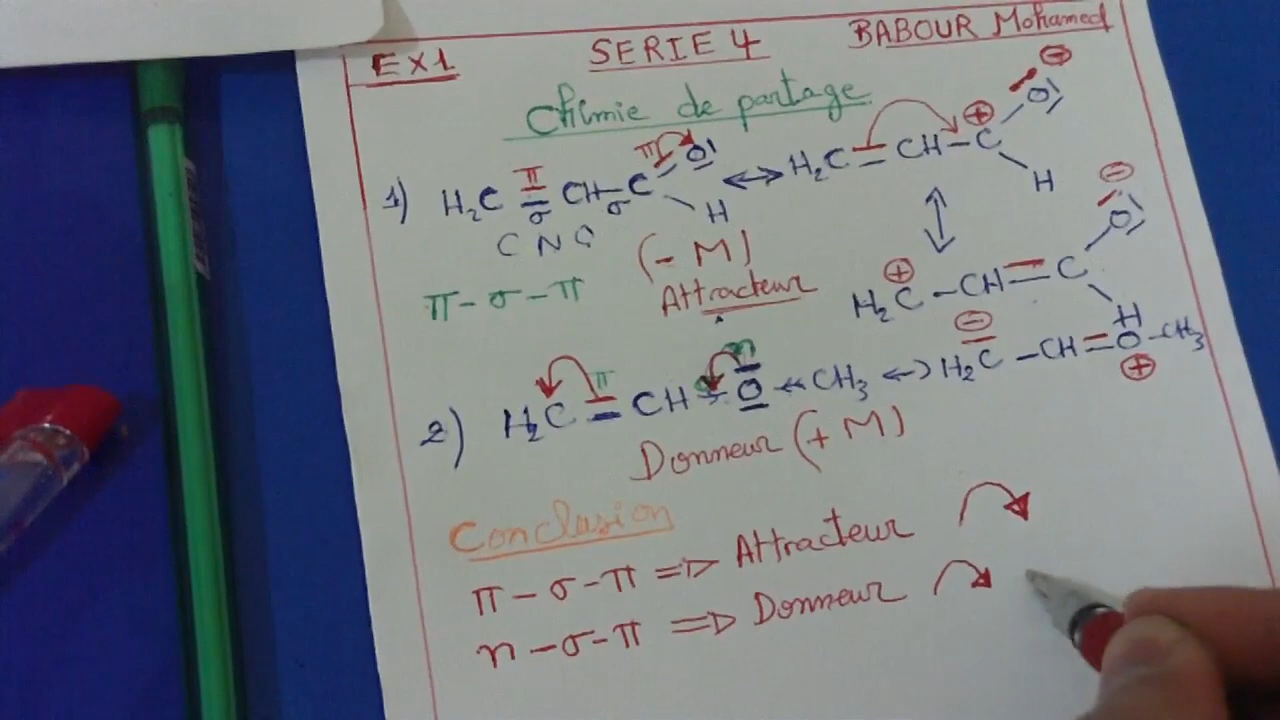 EX1 SERIE 4 BABOUR Mohamed
Chimie de partage
1) H₂C = CH - C O H ↔ H₂C = CH - C ⊕ O ⊖ H
π σ σ π
C N O
(- M)
π - σ - π
Attracteur
↕
H₂C ⊕ - CH = C O ⊖ H
2) H₂C = CH - O - CH₃ ↔ H₂C ⊖ - CH = O ⊕ - CH₃
π σ n
Donneur (+ M)
Conclusion
π - σ - π ⇒ Attracteur
n - σ - π ⇒ Donneur